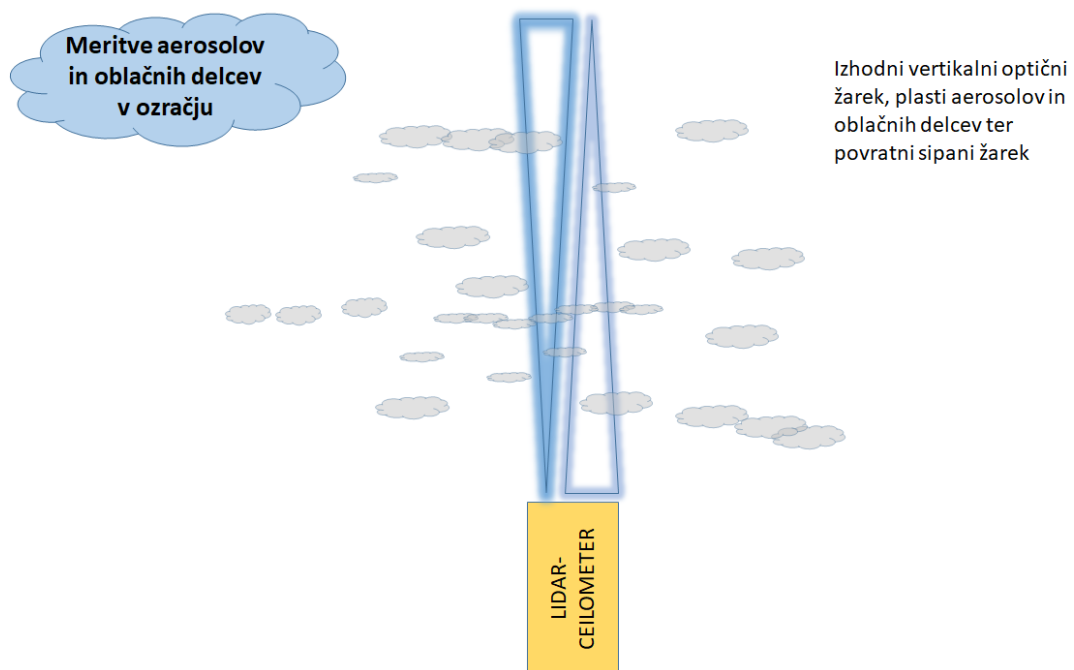 Meritve aerosolov
in oblačnih delcev
v ozračju
Izhodni vertikalni optični
žarek, plasti aerosolov in
oblačnih delcev ter
povratni sipani žarek
LIDAR-
CEILOMETER